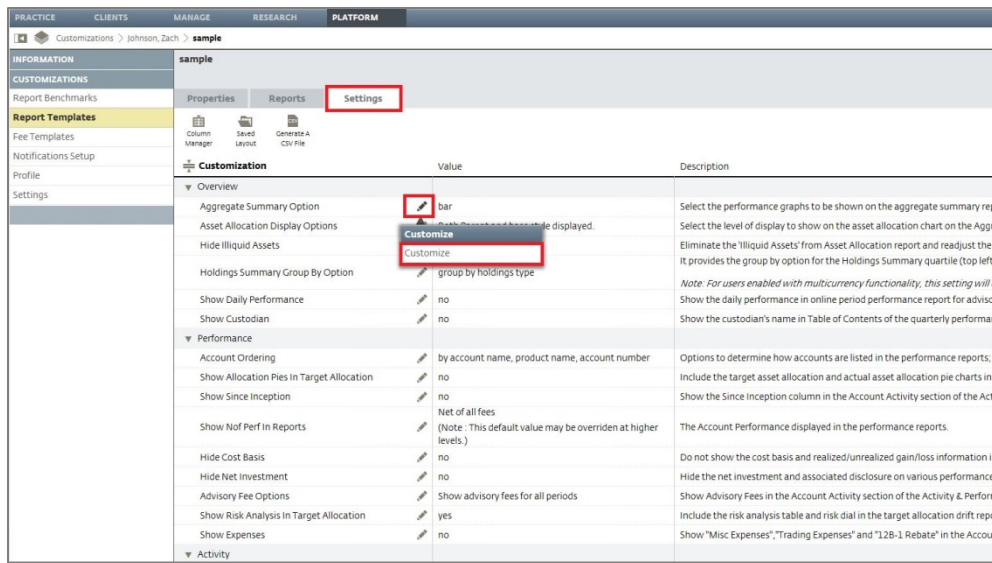 PRACTICE CLIENTS MANAGE RESEARCH PLATFORM
Customizations > Johnson, Zach > sample
INFORMATION
CUSTOMIZATIONS
Report Benchmarks
Report Templates
Fee Templates
Notifications Setup
Profile
Settings
sample
Properties Reports Settings
Column Manager
Saved Layout
CSV
Generate A CSV File
Customization Value Description
Overview
Aggregate Summary Option bar Select the performance graphs to be shown on the aggregate summary rep
Asset Allocation Display Options displayed. Select the level of display to show on the asset allocation chart on the Agg
Customize
Customize
Hide Illiquid Assets Eliminate the 'Illiquid Assets' from Asset Allocation report and readjust the
Holdings Summary Group By Option group by holdings type It provides the group by option for the Holdings Summary quartile (top left
Note: For users enabled with multicurrency functionality, this setting will
Show Daily Performance no Show the daily performance in online period performance report for adviso
Show Custodian no Show the custodian's name in Table of Contents of the quarterly performa
Performance
Account Ordering by account name, product name, account number Options to determine how accounts are listed in the performance reports;
Show Allocation Pies In Target Allocation no Include the target asset allocation and actual asset allocation pie charts in
Show Since Inception no Show the Since Inception column in the Account Activity section of the Act
Show Nof Perf In Reports Net of all fees
(Note : This default value may be overriden at higher
levels.) The Account Performance displayed in the performance reports.
Hide Cost Basis no Do not show the cost basis and realized/unrealized gain/loss information i
Hide Net Investment no Hide the net investment and associated disclosure on various performance
Advisory Fee Options Show advisory fees for all periods Show Advisory Fees in the Account Activity section of the Activity & Perfor
Show Risk Analysis In Target Allocation yes Include the risk analysis table and risk dial in the target allocation drift repo
Show Expenses no Show "Misc Expenses","Trading Expenses" and "12B-1 Rebate" in the Accou
Activity